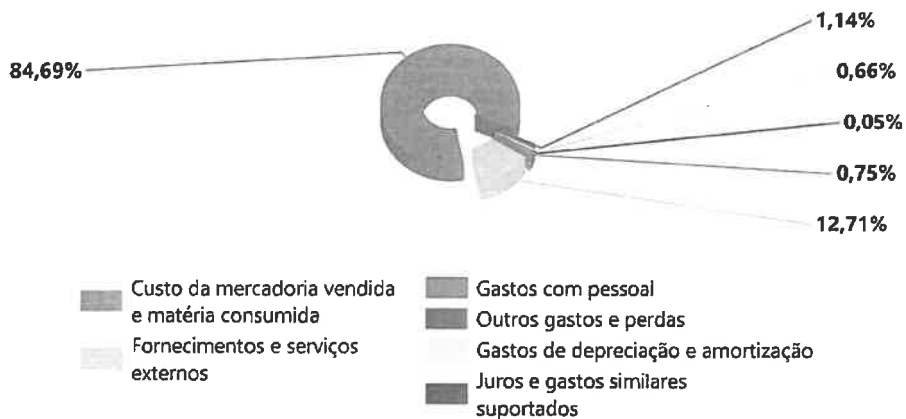 1,14%
84,69%
0,66%
0,05%
0,75%
12,71%
Custo da mercadoria vendida
e matéria consumida
Fornecimentos e serviços
externos
Gastos com pessoal
Outros gastos e perdas
Gastos de depreciação e amortização
Juros e gastos similares
suportados